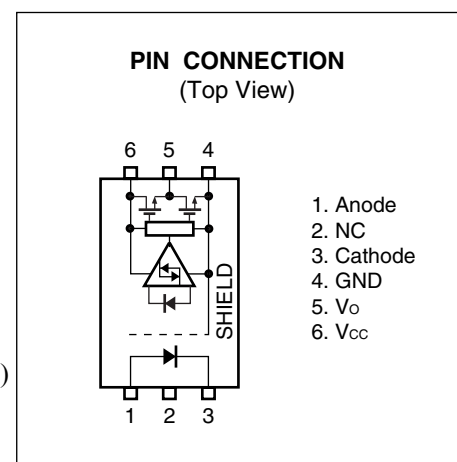 PIN CONNECTION
(Top View)
6 5 4
SHIELD
1 2 3
1. Anode
2. NC
3. Cathode
4. GND
5. Vo
6. Vcc
)